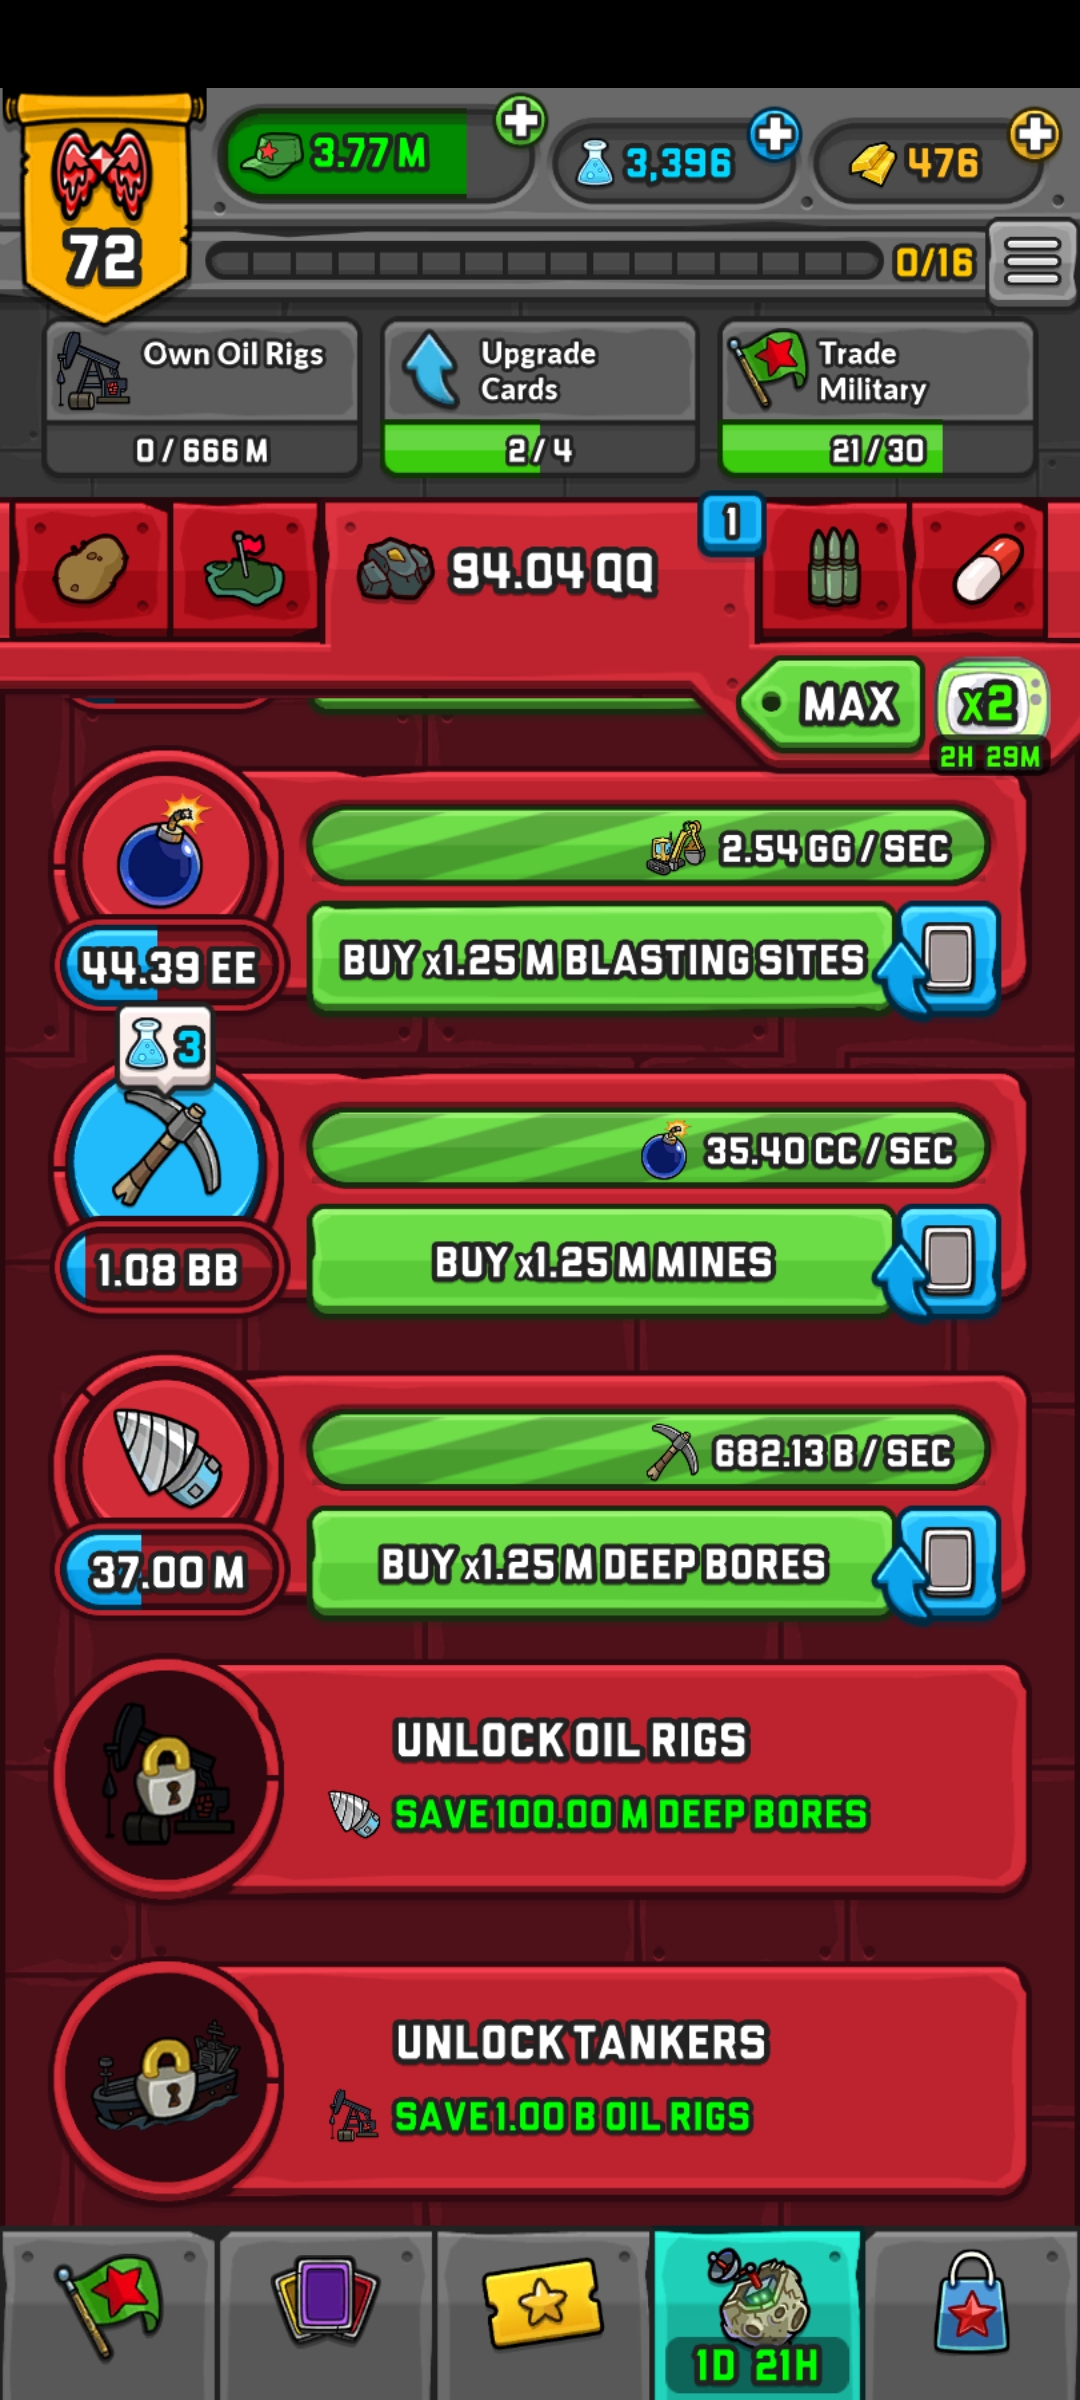 3.77 M
3,396
476
72
0/16
Own Oil Rigs
0 / 666 M
Upgrade
Cards
2 / 4
Trade
Military
21 / 30
94.04 QQ
1
MAX
x2
2H 29M
2.54 GG / SEC
44.39 EE
BUY x1.25 M BLASTING SITES
3
35.40 CC / SEC
1.08 BB
BUY x1.25 M MINES
682.13 B / SEC
37.00 M
BUY x1.25 M DEEP BORES
UNLOCK OIL RIGS
SAVE 100.00 M DEEP BORES
UNLOCK TANKERS
SAVE 1.00 B OIL RIGS
1D 21H